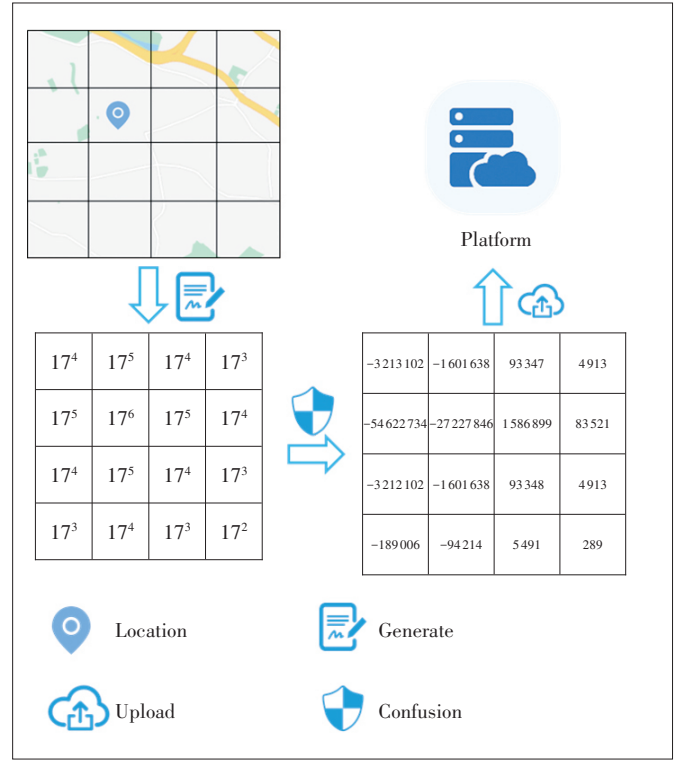 Platform
17⁴ 17⁵ 17⁴ 17³
17⁵ 17⁶ 17⁵ 17⁴
17⁴ 17⁵ 17⁴ 17³
17³ 17⁴ 17³ 17²
−3 213 102 −1 601 638 93 347 4 913
−54 622 734 −27 227 846 1 586 899 83 521
−3 212 102 −1 601 638 93 348 4 913
−189 006 −94 214 5 491 289
Location
Generate
Upload
Confusion